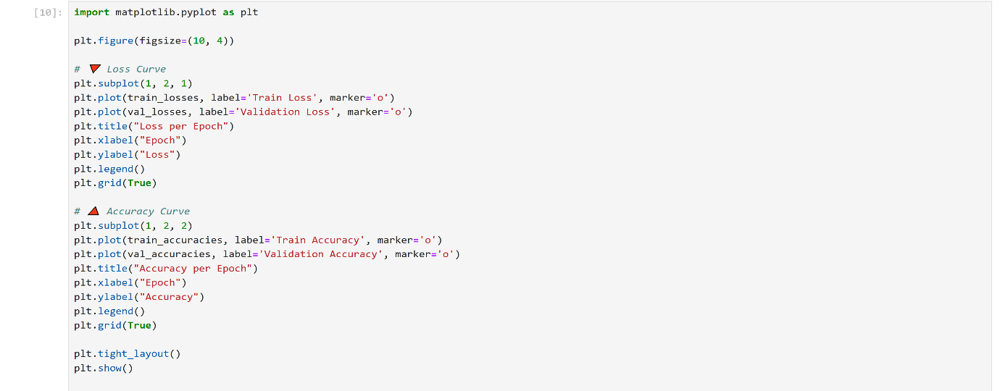 [10]: import matplotlib.pyplot as plt
plt.figure(figsize=(10, 4))
# 🔻 Loss Curve
plt.subplot(1, 2, 1)
plt.plot(train_losses, label='Train Loss', marker='o')
plt.plot(val_losses, label='Validation Loss', marker='o')
plt.title("Loss per Epoch")
plt.xlabel("Epoch")
plt.ylabel("Loss")
plt.legend()
plt.grid(True)
# 🔺 Accuracy Curve
plt.subplot(1, 2, 2)
plt.plot(train_accuracies, label='Train Accuracy', marker='o')
plt.plot(val_accuracies, label='Validation Accuracy', marker='o')
plt.title("Accuracy per Epoch")
plt.xlabel("Epoch")
plt.ylabel("Accuracy")
plt.legend()
plt.grid(True)
plt.tight_layout()
plt.show()